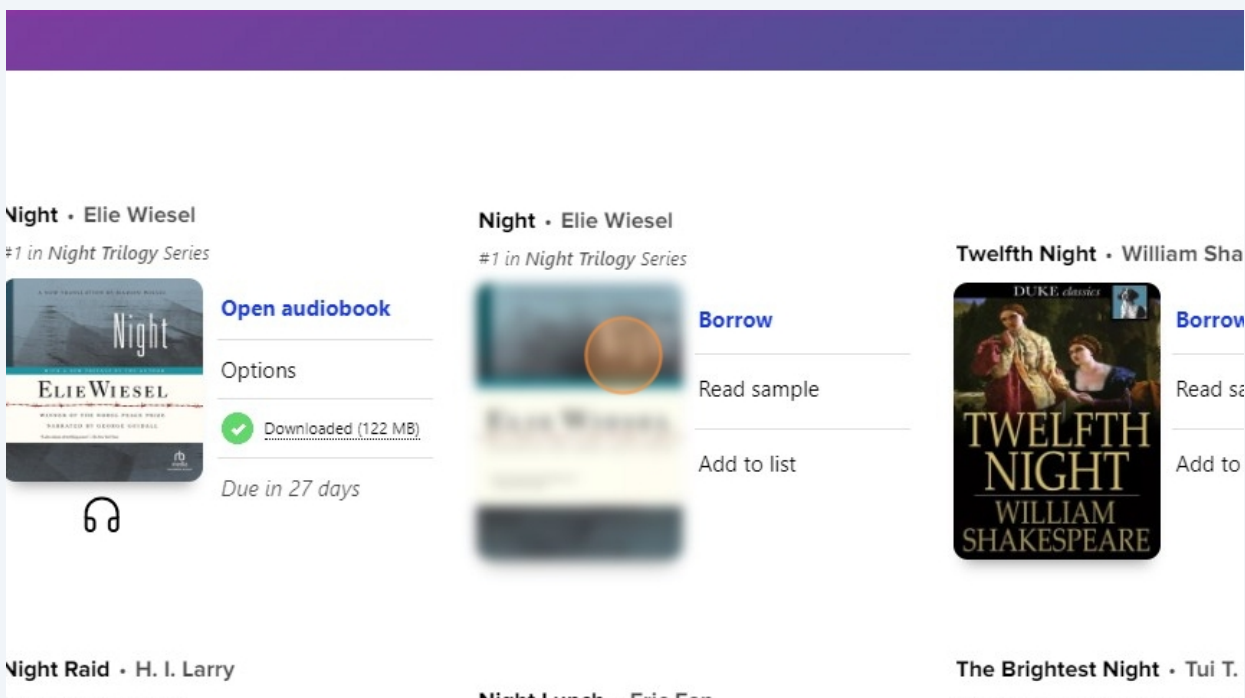 Night • Elie Wiesel
#1 in Night Trilogy Series
Night
ELIE WIESEL
Open audiobook
Options
Downloaded (122 MB)
Due in 27 days
Night • Elie Wiesel
#1 in Night Trilogy Series
Borrow
Read sample
Add to list
Twelfth Night • William Sha
DUKE classics
TWELFTH
NIGHT
WILLIAM
SHAKESPEARE
Borrow
Read sa
Add to
Night Raid • H. I. Larry
The Brightest Night • Tui T.